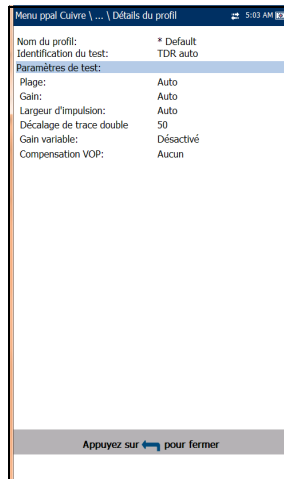 Menu ppal Cuivre \ ... \ Détails du profil 5:03 AM
Nom du profil: * Default
Identification du test: TDR auto
Paramètres de test:
Plage: Auto
Gain: Auto
Largeur d'impulsion: Auto
Décalage de trace double 50
Gain variable: Désactivé
Compensation VOP: Aucun
Appuyez sur pour fermer